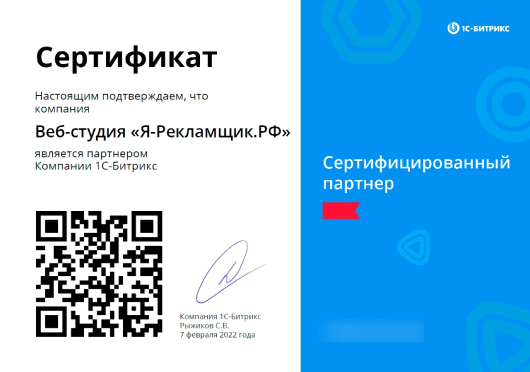 Сертификат
Настоящим подтверждаем, что
компания
Веб-студия «Я-Рекламщик.РФ»
является партнером
Компании 1С-Битрикс
Компания 1С-Битрикс
Рыжиков С.В.
7 февраля 2022 года
1С-БИТРИКС
Сертифицированный
партнер